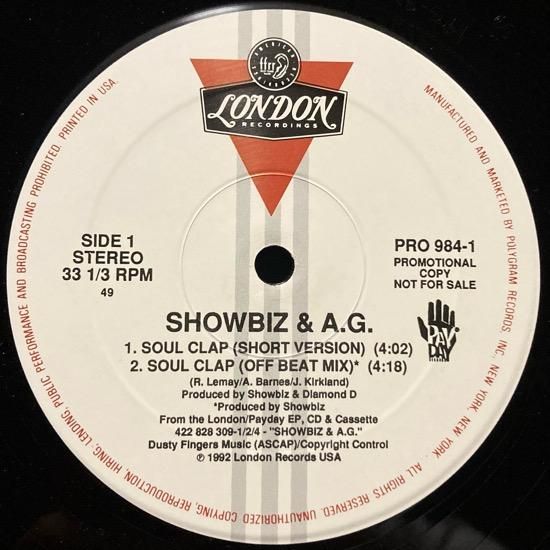 AMERICAN RECORDINGS
LONDON
RECORDINGS
MANUFACTURED AND MARKETED BY POLYGRAM RECORDS, INC., NEW YORK, NEW YORK . ALL RIGHTS RESERVED. UNAUTHORIZED COPYING, REPRODUCTION, HIRING, LENDING, PUBLIC PERFORMANCE AND BROADCASTING PROHIBITED. PRINTED IN USA.
SIDE 1
STEREO
33 1/3 RPM
49
PRO 984-1
PROMOTIONAL
COPY
NOT FOR SALE
PAY
DAY
SHOWBIZ & A.G.
1. SOUL CLAP (SHORT VERSION) (4:02)
2. SOUL CLAP (OFF BEAT MIX)* (4:18)
(R. Lemay/A. Barnes/J. Kirkland)
Produced by Showbiz & Diamond D
*Produced by Showbiz
From the London/Payday EP, CD & Cassette
422 828 309-1/2/4 - "SHOWBIZ & A.G."
Dusty Fingers Music (ASCAP)/Copyright Control
℗ 1992 London Records USA